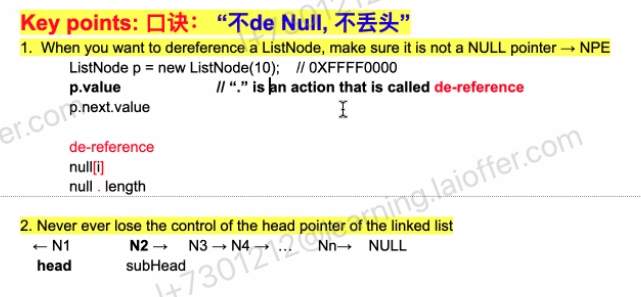 Key points: 口诀： “不de Null, 不丢头”
1. When you want to dereference a ListNode, make sure it is not a NULL pointer → NPE
ListNode p = new ListNode(10); // 0XFFFF0000
p.value // “.” is an action that is called de-reference
p.next.value
de-reference
null[i]
null . length
2. Never ever lose the control of the head pointer of the linked list
← N1 N2 → N3 → N4 → … Nn→ NULL
head subHead